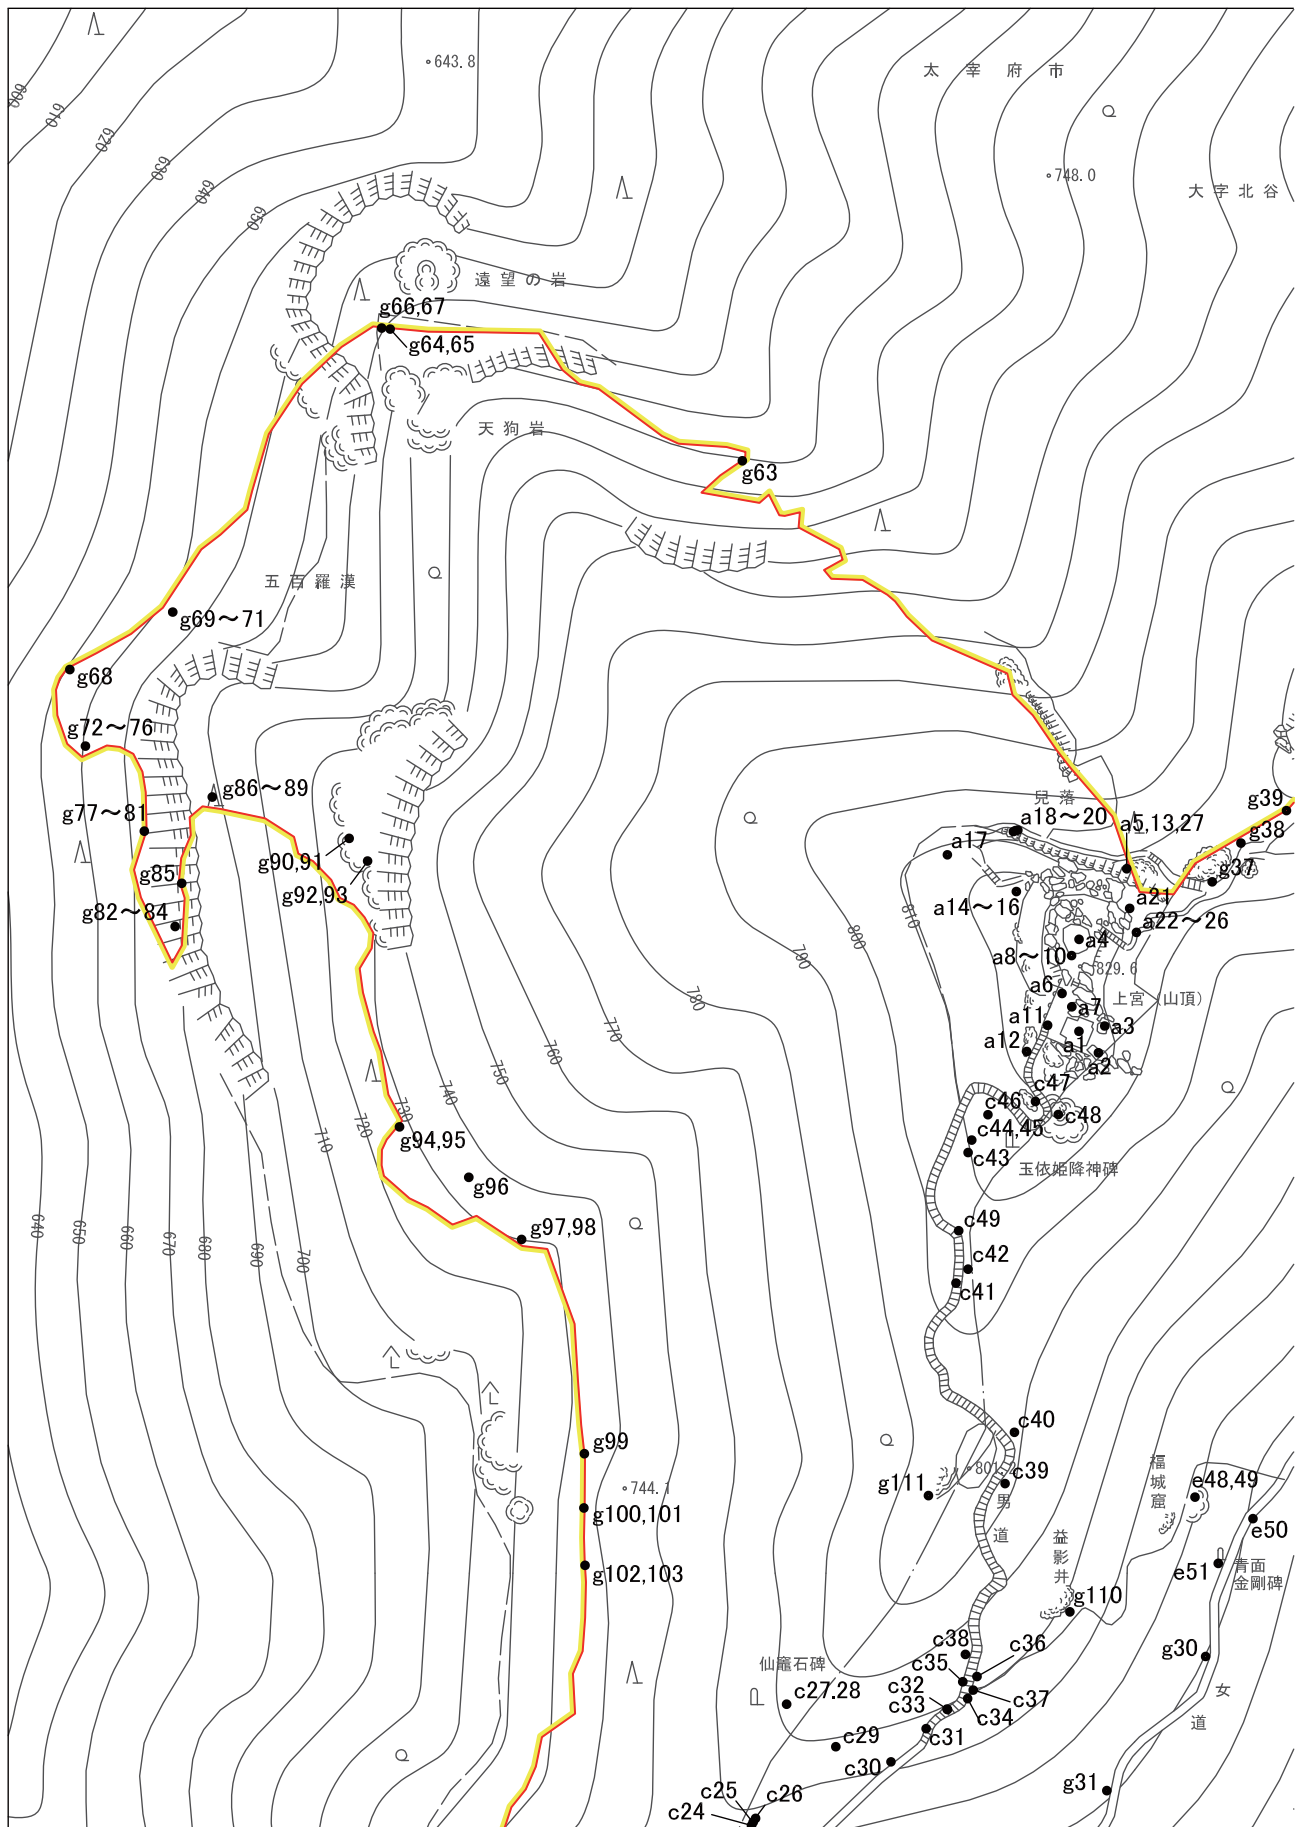 643.8
太宰府市
748.0
大字北谷
600
610
620
630
640
650
遠望の岩
g66,67
g64,65
天狗岩
g63
五百羅漢
g69～71
g68
g72～76
g86～89
g77～81
g90,91
g85
g92,93
g82～84
兒落
a18～20
a5,13,27
g39
g38
a17
g37
a14～16
a21
a22～26
810
800
790
780
770
760
750
740
730
720
710
a4
a8～10
829.6
a6
上宮（山頂）
a7
a11
a3
a12
a1
a2
c47
c46
c48
c44,45
c43
玉依姫降神碑
g94,95
g96
g97,98
640
650
660
670
680
690
700
c49
c42
c41
c40
g99
801.2
c39
g111
744.1
g100,101
男道
福城窟
e48,49
e50
益影井
e51
青面
金剛碑
g102,103
g110
g30
c38
c36
仙竈石碑
c35
c32
c33
c37
c34
c27.28
女道
c31
c29
c30
g31
c25
c26
c24